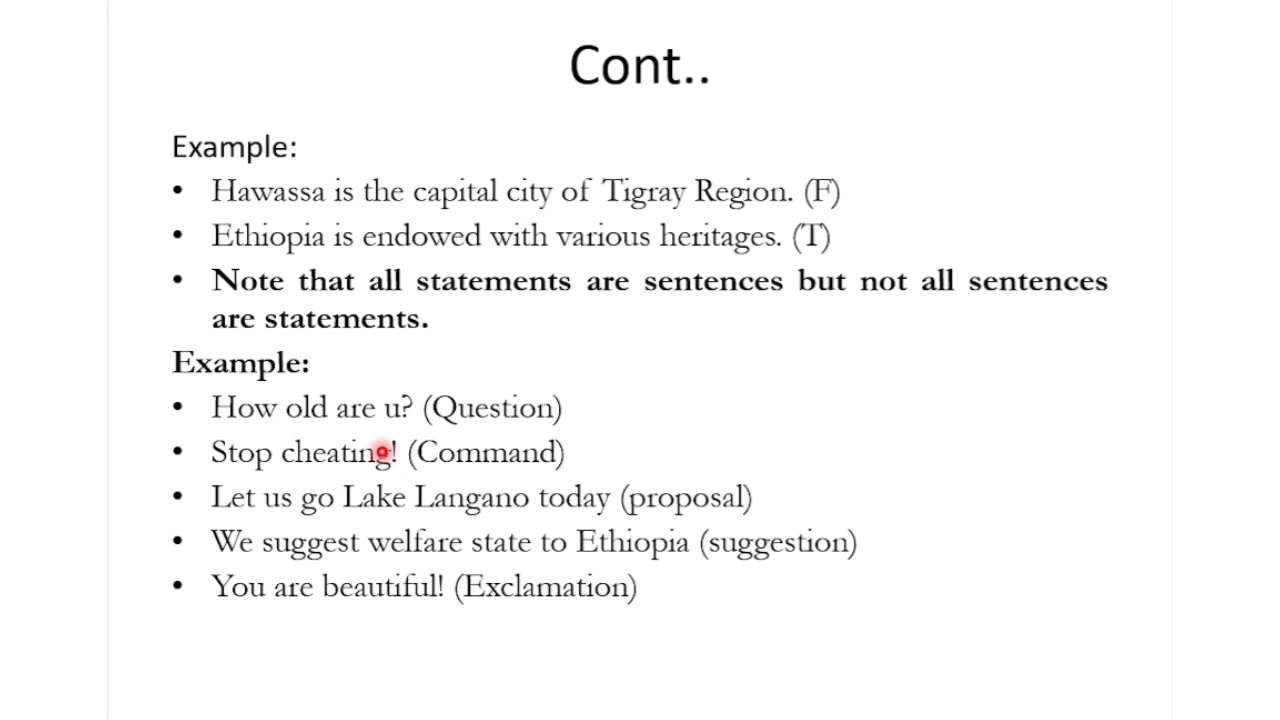 Cont..
Example:
• Hawassa is the capital city of Tigray Region. (F)
• Ethiopia is endowed with various heritages. (T)
• Note that all statements are sentences but not all sentences
are statements.
Example:
• How old are u? (Question)
• Stop cheating! (Command)
• Let us go Lake Langano today (proposal)
• We suggest welfare state to Ethiopia (suggestion)
• You are beautiful! (Exclamation)